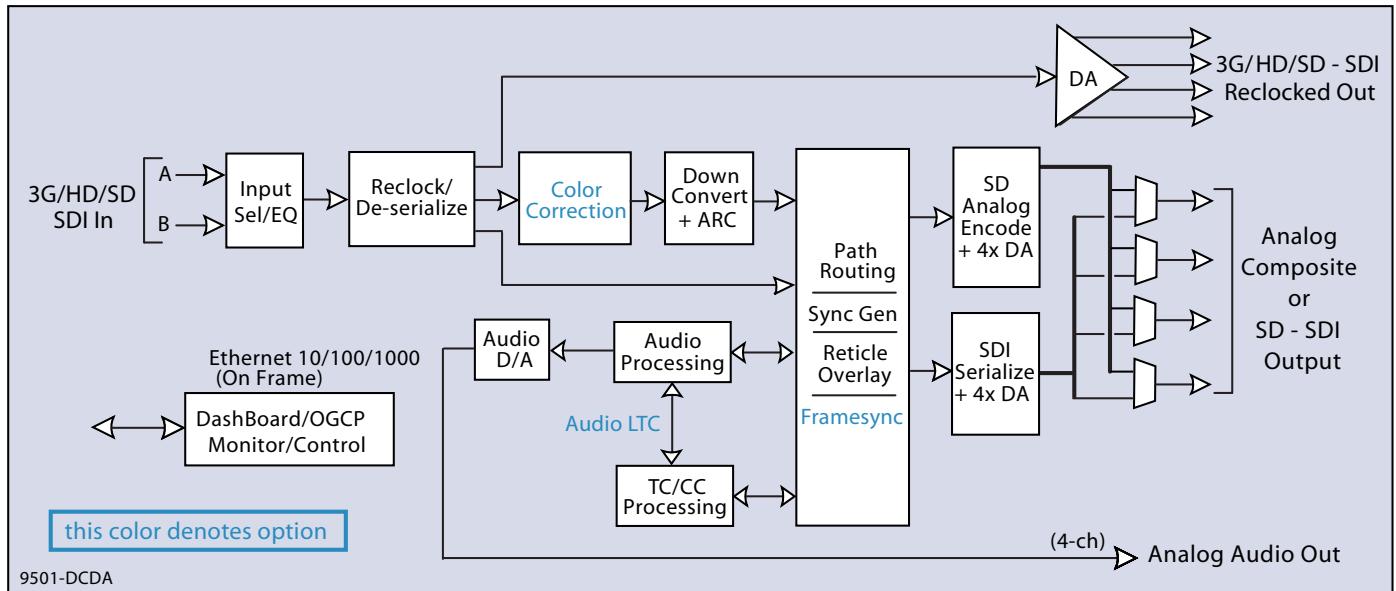 DA
3G/HD/SD - SDI
Reclocked Out
3G/HD/SD
SDI In
A
B
Input
Sel/EQ
Reclock/
De-serialize
Color
Correction
Down
Convert
+ ARC
Path
Routing
Sync Gen
Reticle
Overlay
Framesync
SD
Analog
Encode
+ 4x DA
SDI
Serialize
+ 4x DA
Analog
Composite
or
SD - SDI
Output
Audio
D/A
Audio
Processing
Audio LTC
TC/CC
Processing
Ethernet 10/100/1000
(On Frame)
DashBoard/OGCP
Monitor/Control
this color denotes option
(4-ch)
Analog Audio Out
9501-DCDA